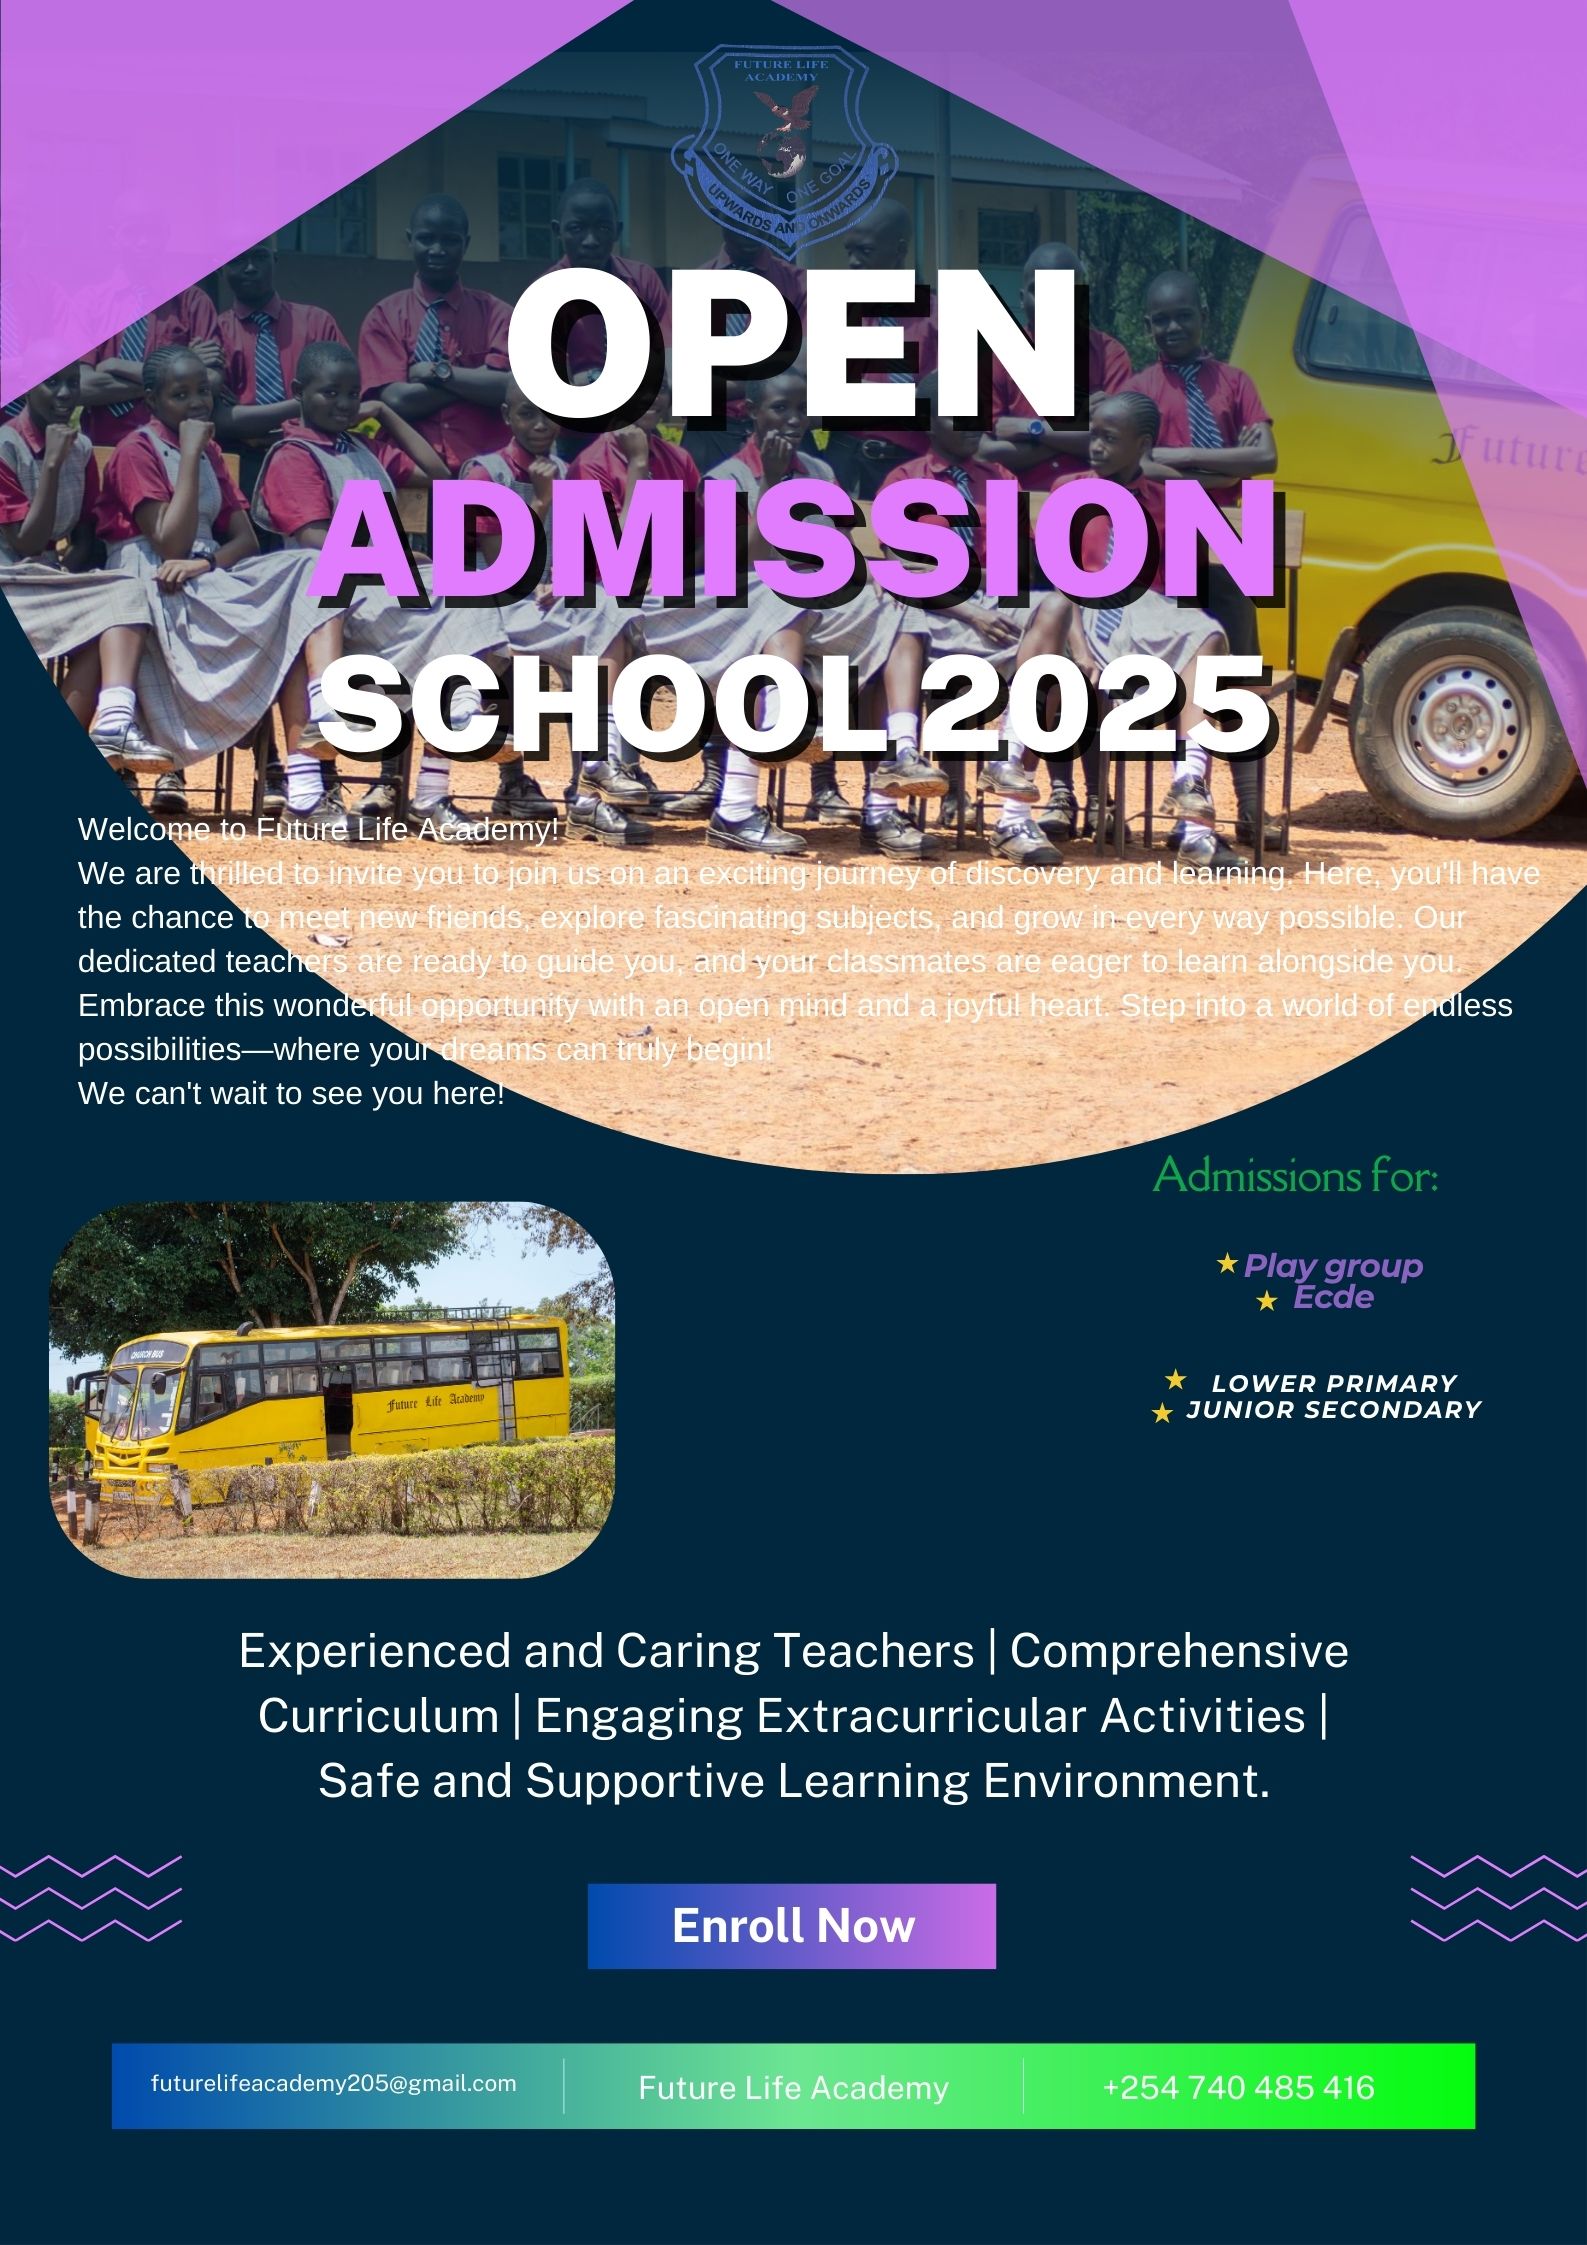 FUTURE LIFE
ACADEMY
ONE WAY ONE GOAL
UPWARDS AND ONWARDS
OPEN
Future
ADMISSION
SCHOOL 2025
Welcome to Future Life Academy!
We are thrilled to invite you to join us on an exciting journey of discovery and learning. Here, you'll have
the chance to meet new friends, explore fascinating subjects, and grow in every way possible. Our
dedicated teachers are ready to guide you, and your classmates are eager to learn alongside you.
Embrace this wonderful opportunity with an open mind and a joyful heart. Step into a world of endless
possibilities—where your dreams can truly begin!
We can't wait to see you here!
Admissions for:
Play group
Ecde
LOWER PRIMARY
JUNIOR SECONDARY
CHURCH BUS
Future Life Academy
Experienced and Caring Teachers | Comprehensive
Curriculum | Engaging Extracurricular Activities |
Safe and Supportive Learning Environment.
Enroll Now
futurelifeacademy205@gmail.com
Future Life Academy
+254 740 485 416